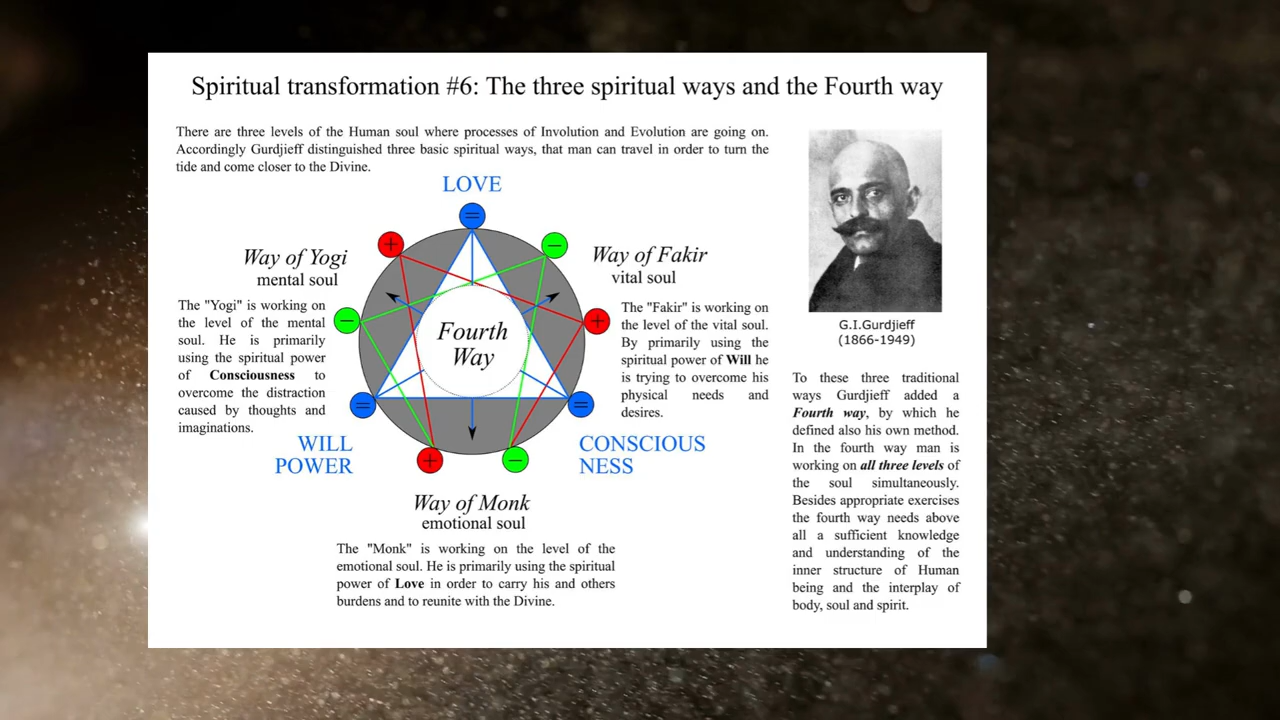 Spiritual transformation #6: The three spiritual ways and the Fourth way
There are three levels of the Human soul where processes of Involution and Evolution are going on.
Accordingly Gurdjieff distinguished three basic spiritual ways, that man can travel in order to turn the
tide and come closer to the Divine.
LOVE
=
+
−
Way of Yogi
mental soul
The "Yogi" is working on
the level of the mental
soul. He is primarily
using the spiritual power
of Consciousness to
overcome the distraction
caused by thoughts and
imaginations.
−
Fourth
Way
+
Way of Fakir
vital soul
The "Fakir" is working on
the level of the vital soul.
By primarily using the
spiritual power of Will he
is trying to overcome his
physical needs and
desires.
=
=
WILL
POWER
CONSCIOUS
NESS
+
−
Way of Monk
emotional soul
The "Monk" is working on the level of the
emotional soul. He is primarily using the spiritual
power of Love in order to carry his and others
burdens and to reunite with the Divine.
G.I.Gurdjieff
(1866-1949)
To these three traditional
ways Gurdjieff added a
Fourth way, by which he
defined also his own method.
In the fourth way man is
working on all three levels of
the soul simultaneously.
Besides appropriate exercises
the fourth way needs above
all a sufficient knowledge
and understanding of the
inner structure of Human
being and the interplay of
body, soul and spirit.